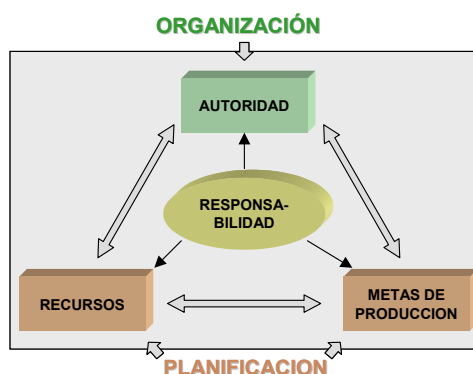 ORGANIZACIÓN
AUTORIDAD
RESPONSA-
BILIDAD
RECURSOS
METAS DE
PRODUCCION
PLANIFICACION